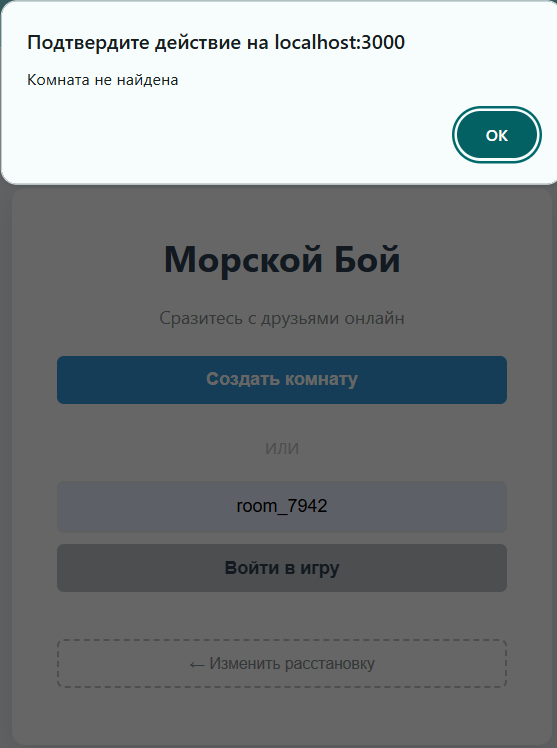 Подтвердите действие на localhost:3000
Комната не найдена
ОК
Морской Бой
Сразитесь с друзьями онлайн
Создать комнату
ИЛИ
room_7942
Войти в игру
← Изменить расстановку